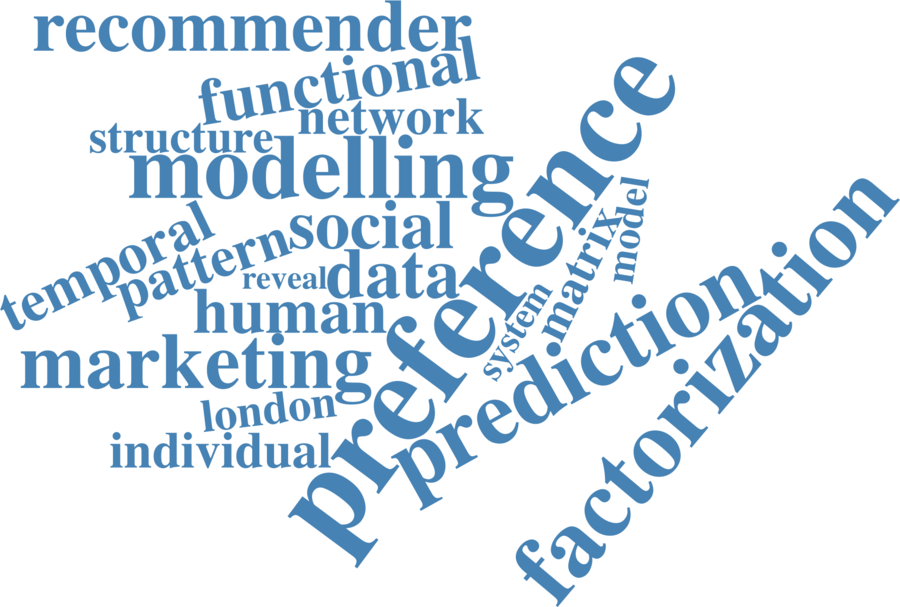 recommender
functional
network
structure
modelling
preference
temporal
pattern
social
reveal
data
human
matrix
model
system
marketing
prediction
factorization
london
individual